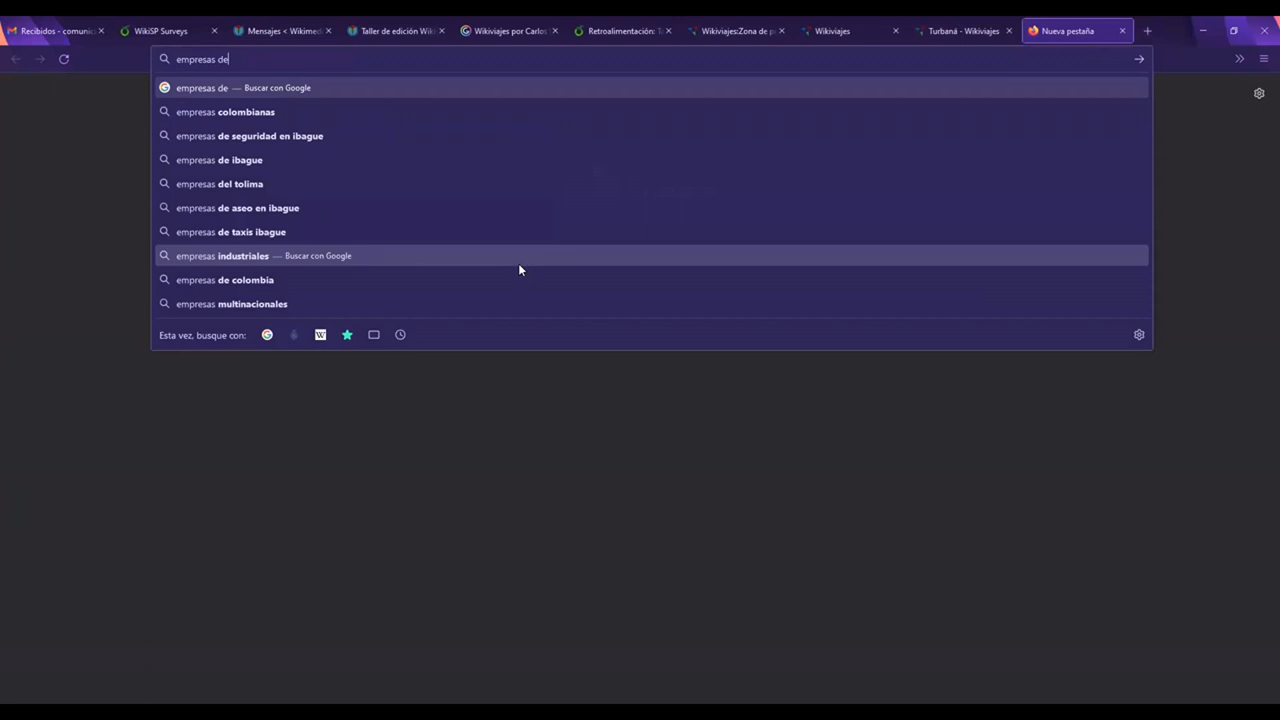 Recibidos - comunic
WikiSP Surveys
Mensajes < Wikimed
Taller de edición Wiki
Wikiviajes por Carlos
Retroalimentación: T
Wikiviajes:Zona de p
Wikiviajes
Turbaná - Wikiviajes
Nueva pestaña
empresas de
empresas de — Buscar con Google
empresas colombianas
empresas de seguridad en ibague
empresas de ibague
empresas del tolima
empresas de aseo en ibague
empresas de taxis ibague
empresas industriales — Buscar con Google
empresas de colombia
empresas multinacionales
Esta vez, busque con: